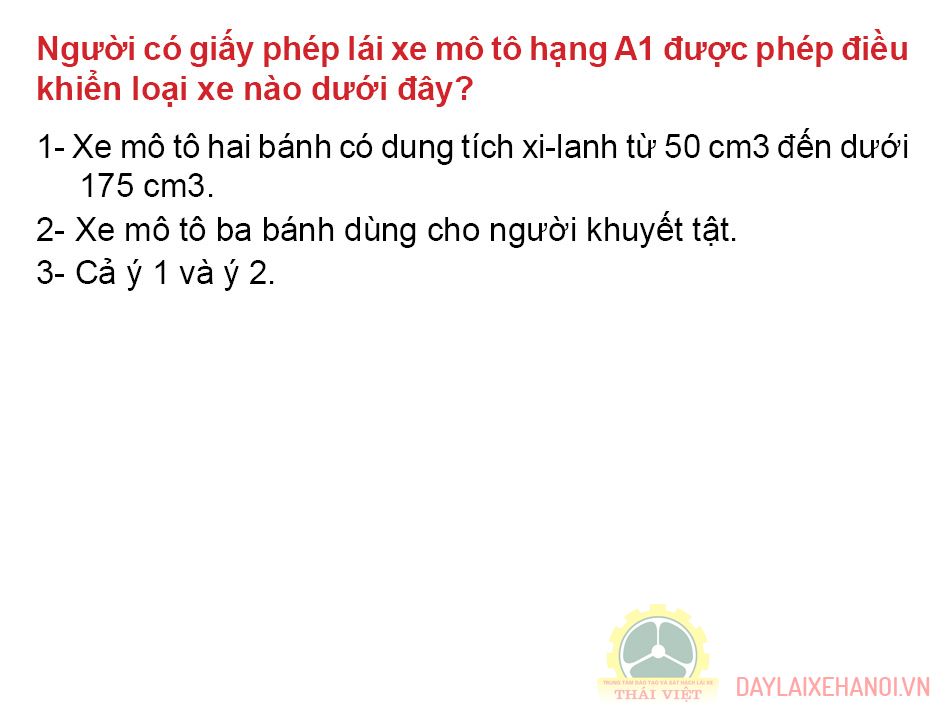 Người có giấy phép lái xe mô tô hạng A1 được phép điều
khiển loại xe nào dưới đây?
1- Xe mô tô hai bánh có dung tích xi-lanh từ 50 cm3 đến dưới
175 cm3.
2- Xe mô tô ba bánh dùng cho người khuyết tật.
3- Cả ý 1 và ý 2.
TRUNG TÂM ĐÀO TẠO VÀ SÁT HẠCH LÁI XE
THÁI VIỆT
DAYLAIXEHANOI.VN